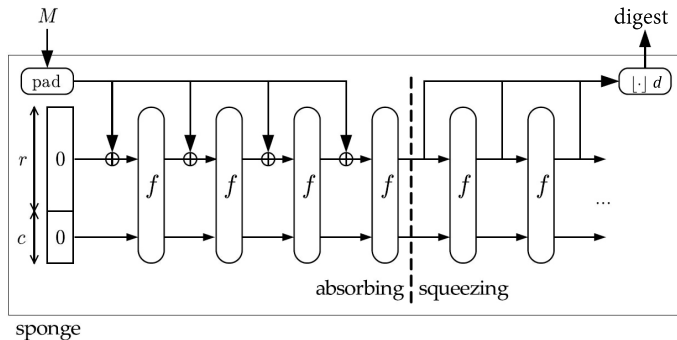 M
digest
pad
⌊·⌋ d
r
0
f f f f f f
c
0
...
absorbing squeezing
sponge